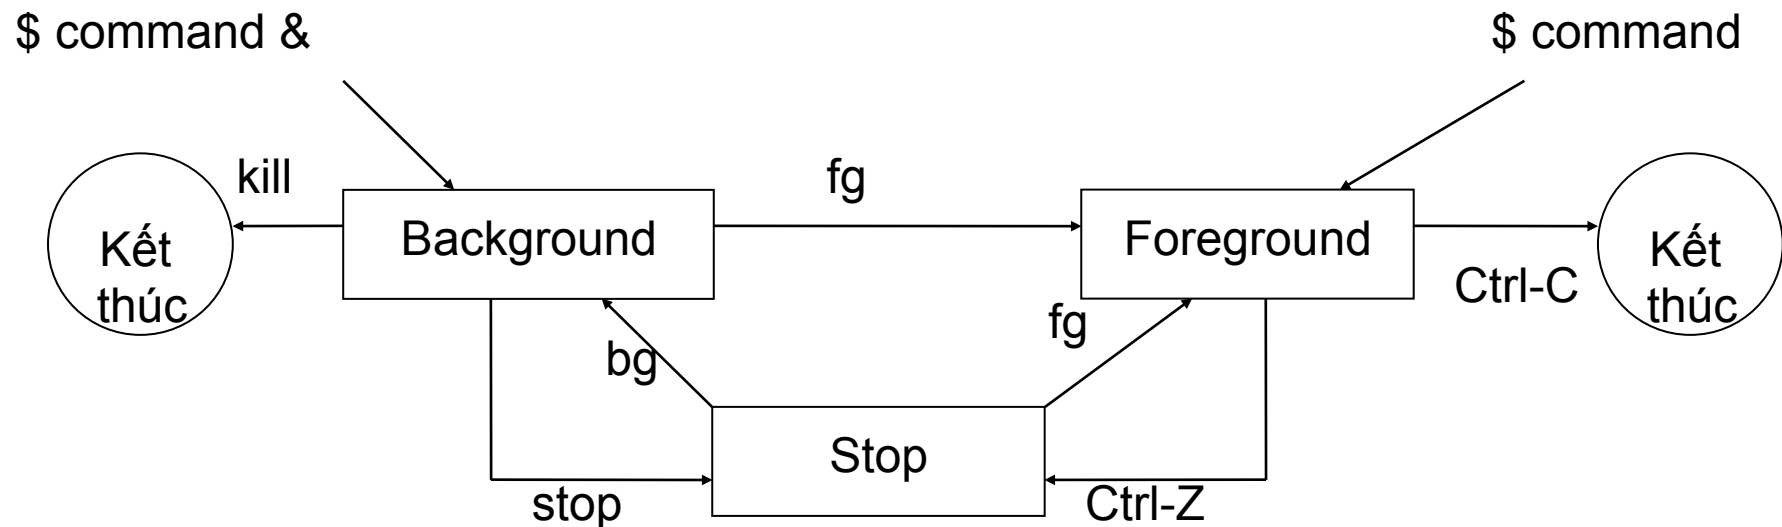 $ command &
$ command
kill
fg
Kết
thúc
Background
Foreground
Ctrl-C
Kết
thúc
bg
fg
Stop
stop
Ctrl-Z